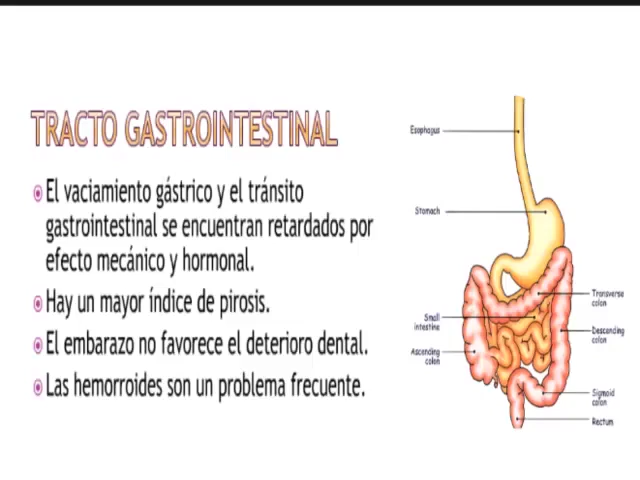 TRACTO GASTROINTESTINAL
El vaciamiento gástrico y el tránsito
gastrointestinal se encuentran retardados por
efecto mecánico y hormonal.
Hay un mayor índice de pirosis.
El embarazo no favorece el deterioro dental.
Las hemorroides son un problema frecuente.
Esophagus
Stomach
Transverse
colon
Small
intestine
Descending
colon
Ascending
colon
Sigmoid
colon
Rectum